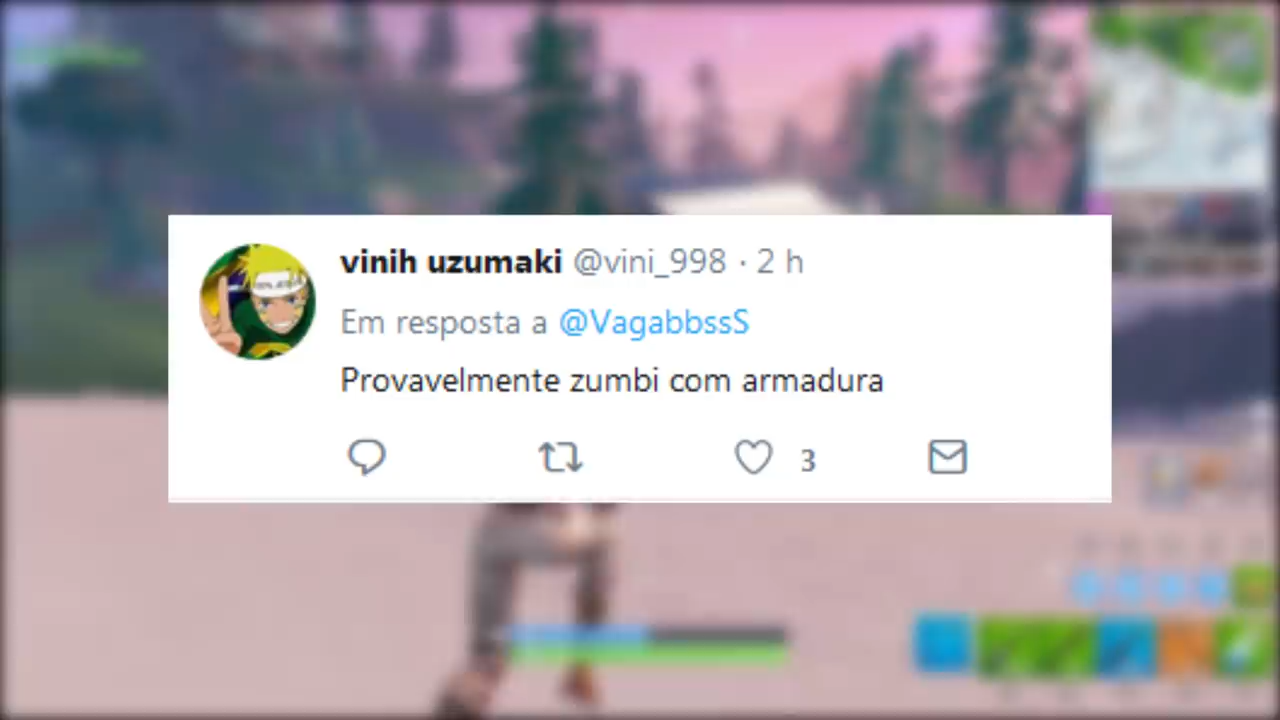 vinih uzumaki @vini_998 · 2 h
Em resposta a @VagabbssS
Provavelmente zumbi com armadura
3